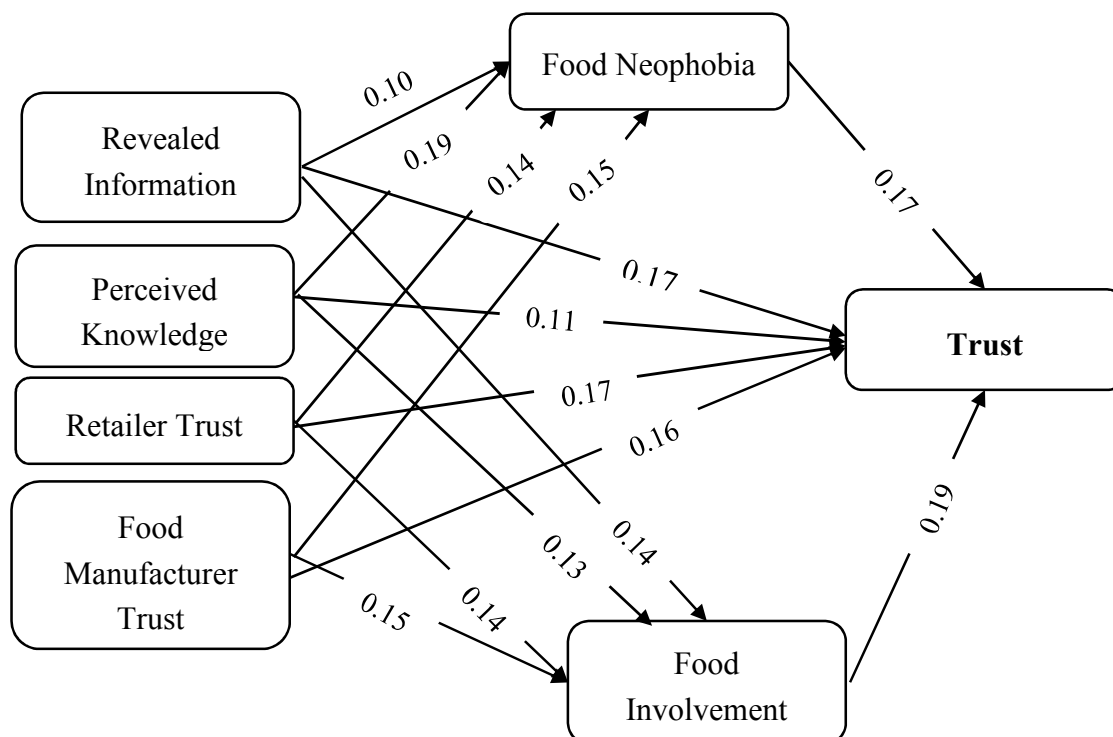 Food Neophobia
0.10
Revealed
Information
0.19
0.14
0.15
0.17
Perceived
Knowledge
0.17
0.11
Trust
Retailer Trust
0.17
0.16
Food
Manufacturer
Trust
0.15
0.14
0.13
0.14
0.19
Food
Involvement